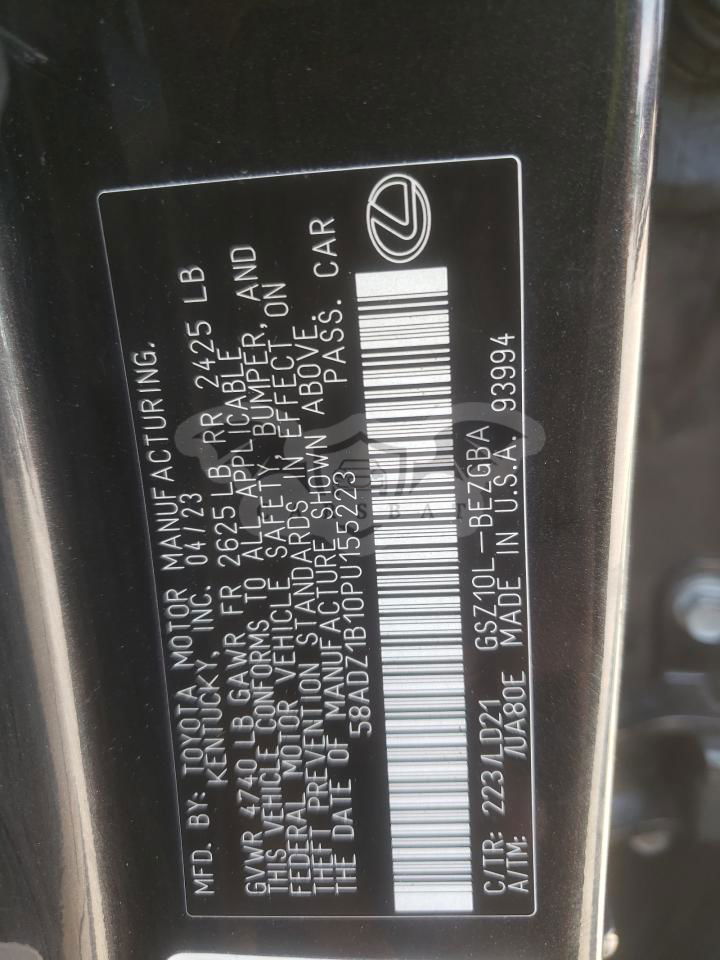 MFD. BY: TOYOTA MOTOR MANUFACTURING,
KENTUCKY, INC. 04/23
GVWR 4740 LB GAWR FR 2625 LB RR 2425 LB
THIS VEHICLE CONFORMS TO ALL APPLICABLE
FEDERAL MOTOR VEHICLE SAFETY, BUMPER, AND
THEFT PREVENTION STANDARDS IN EFFECT ON
THE DATE OF MANUFACTURE SHOWN ABOVE.
58ADZ1B10PU155223 PASS. CAR
C/TR: 223/LD21 GSZ10L-BEZGBA
A/TM: /UA80E MADE IN U.S.A. 93994